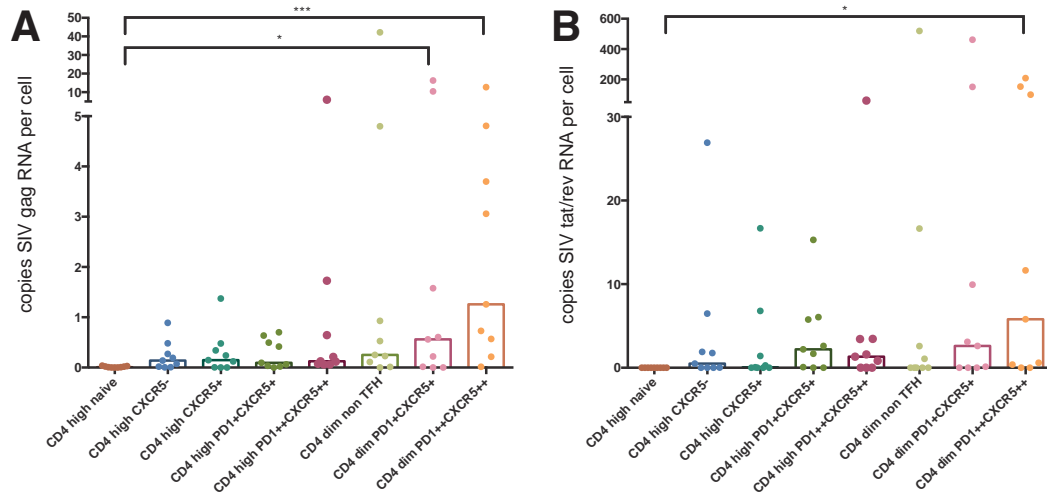 A
copies SIV gag RNA per cell
50
40
30
20
10
5
4
3
2
1
0
***
*
CD4 high naive
CD4 high CXCR5-
CD4 high CXCR5+
CD4 high PD1+CXCR5+
CD4 high PD1++CXCR5++
CD4 dim non TFH
CD4 dim PD1+CXCR5+
CD4 dim PD1++CXCR5++
B
copies SIV tat/rev RNA per cell
600
400
200
30
20
10
0
*
CD4 high naive
CD4 high CXCR5-
CD4 high CXCR5+
CD4 high PD1+CXCR5+
CD4 high PD1++CXCR5++
CD4 dim non TFH
CD4 dim PD1+CXCR5+
CD4 dim PD1++CXCR5++